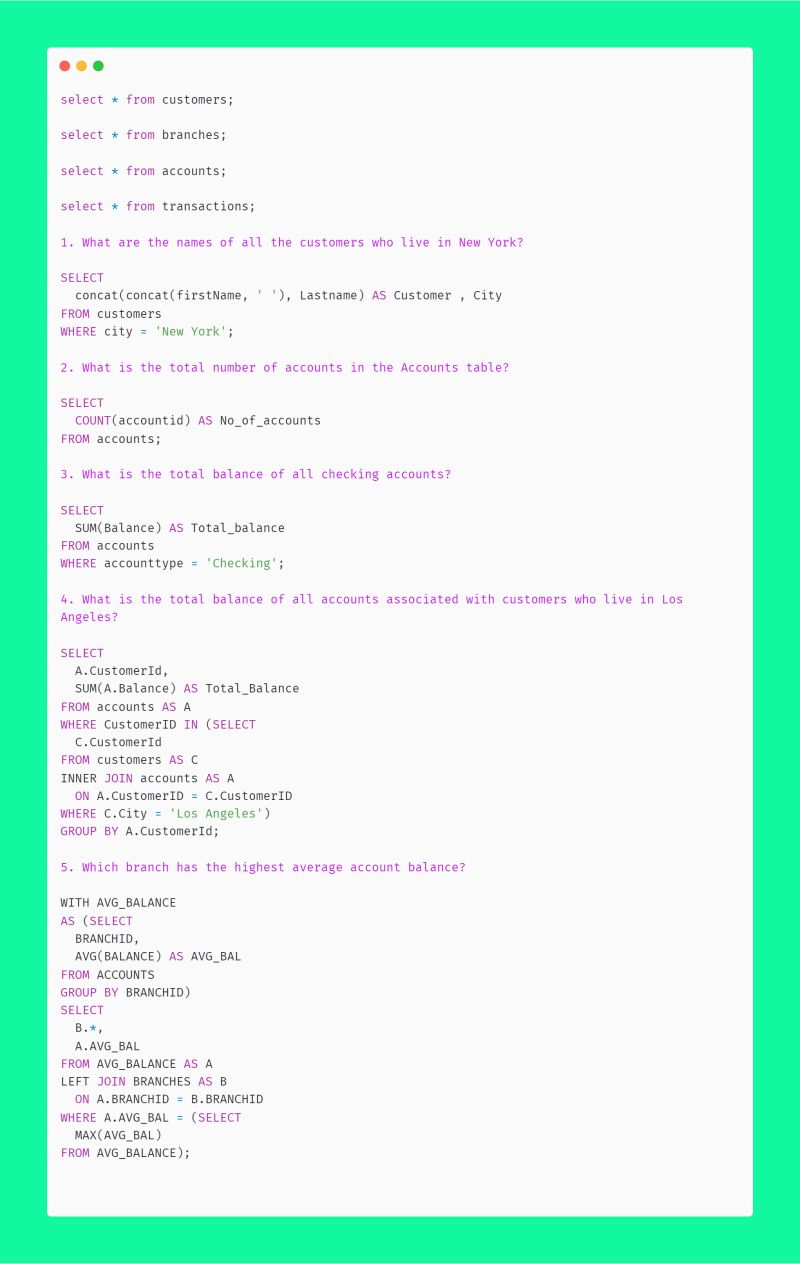 select * from customers;
select * from branches;
select * from accounts;
select * from transactions;
1. What are the names of all the customers who live in New York?
SELECT
  concat(concat(firstName, ' '), Lastname) AS Customer , City
FROM customers
WHERE city = 'New York';
2. What is the total number of accounts in the Accounts table?
SELECT
  COUNT(accountid) AS No_of_accounts
FROM accounts;
3. What is the total balance of all checking accounts?
SELECT
  SUM(Balance) AS Total_balance
FROM accounts
WHERE accounttype = 'Checking';
4. What is the total balance of all accounts associated with customers who live in Los
Angeles?
SELECT
  A.CustomerId,
  SUM(A.Balance) AS Total_Balance
FROM accounts AS A
WHERE CustomerID IN (SELECT
  C.CustomerId
FROM customers AS C
INNER JOIN accounts AS A
  ON A.CustomerID = C.CustomerID
WHERE C.City = 'Los Angeles')
GROUP BY A.CustomerId;
5. Which branch has the highest average account balance?
WITH AVG_BALANCE
AS (SELECT
  BRANCHID,
  AVG(BALANCE) AS AVG_BAL
FROM ACCOUNTS
GROUP BY BRANCHID)
SELECT
  B.*,
  A.AVG_BAL
FROM AVG_BALANCE AS A
LEFT JOIN BRANCHES AS B
  ON A.BRANCHID = B.BRANCHID
WHERE A.AVG_BAL = (SELECT
  MAX(AVG_BAL)
FROM AVG_BALANCE);